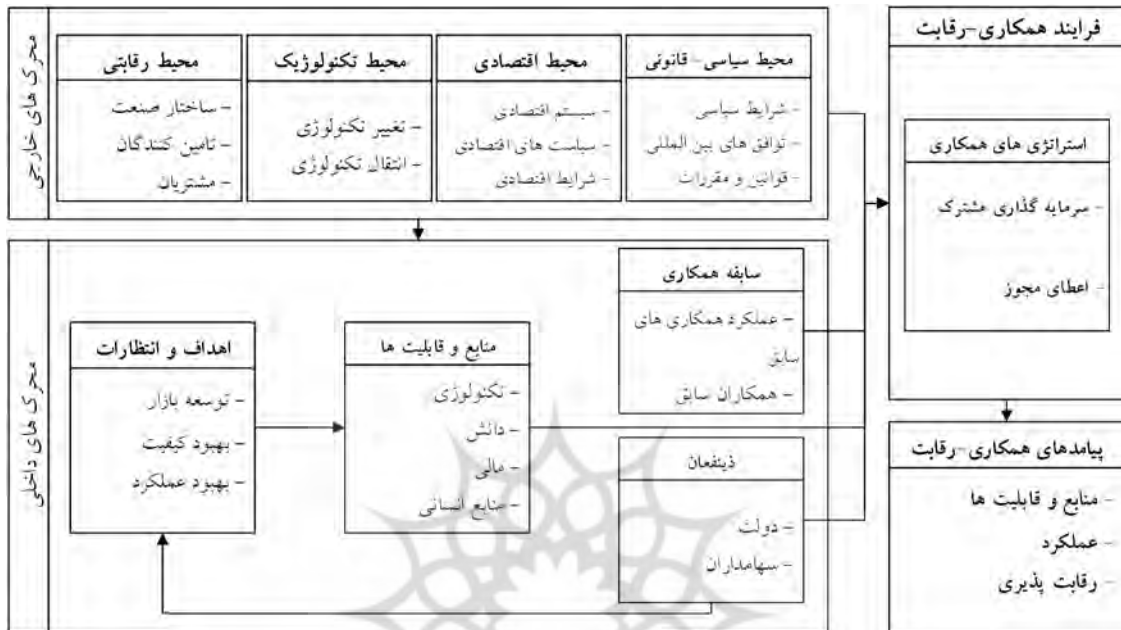 فرایند همکاری-رقابت
استراتژی های همکاری
- سرمایه گذاری مشترک
- اعطای مجوز
پیامدهای همکاری-رقابت
- منابع و قابلیت ها
- عملکرد
- رقابت پذیری
محرک های خارجی
محیط سیاسی-قانونی
- شرایط سیاسی
- توافق های بین المللی
- قوانین و مقررات
محیط اقتصادی
- سیستم اقتصادی
- سیاست های اقتصادی
- شرایط اقتصادی
محیط تکنولوژیک
- تغییر تکنولوژی
- انتقال تکنولوژی
محیط رقابتی
- ساختار صنعت
- تامین کنندگان
- مشتریان
محرک های داخلی
سابقه همکاری
- عملکرد همکاری های
سابق
- همکاران سابق
ذینفعان
- دولت
- سهامداران
منابع و قابلیت ها
- تکنولوژی
- دانش
- مالی
- منابع انسانی
اهداف و انتظارات
- توسعه بازار
- بهبود کیفیت
- بهبود عملکرد